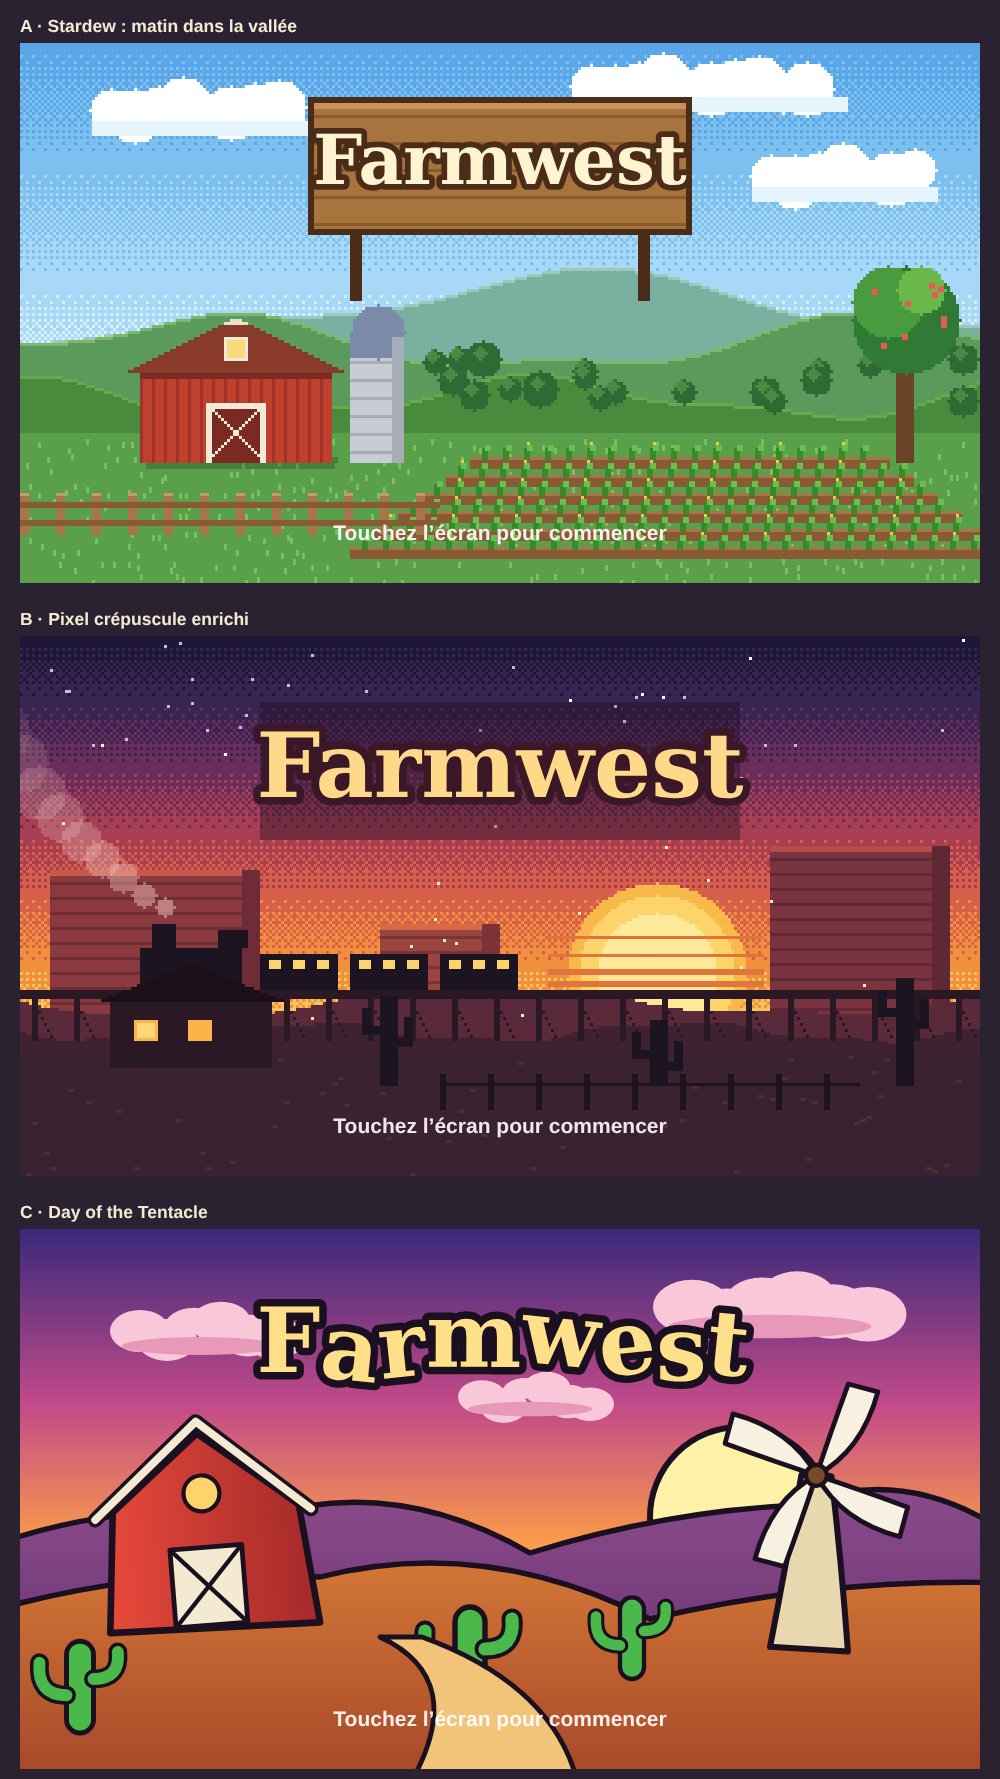 A · Stardew : matin dans la vallée
Farmwest
Touchez l’écran pour commencer
B · Pixel crépuscule enrichi
Farmwest
Touchez l’écran pour commencer
C · Day of the Tentacle
Farmwest
Touchez l’écran pour commencer